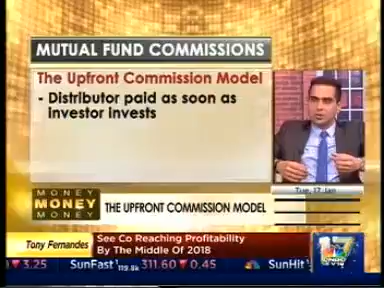 MUTUAL FUND COMMISSIONS
The Upfront Commission Model
- Distributor paid as soon as
investor invests
Tue, 17 Jan
MONEY
MONEY
MONEY
THE UPFRONT COMMISSION MODEL
Tony Fernandes
See Co Reaching Profitability
By The Middle Of 2018
3.25 SunFast 119.8k 311.60 0.45 SunHit